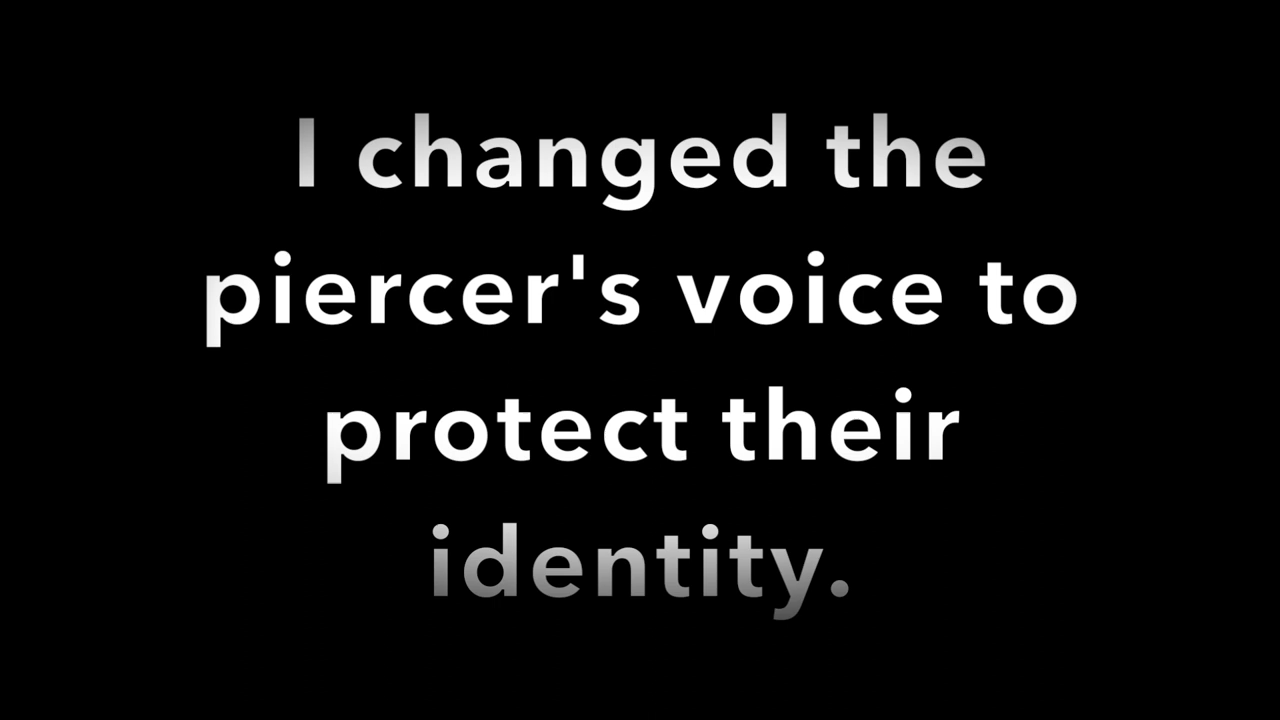 I changed the
piercer's voice to
protect their
identity.